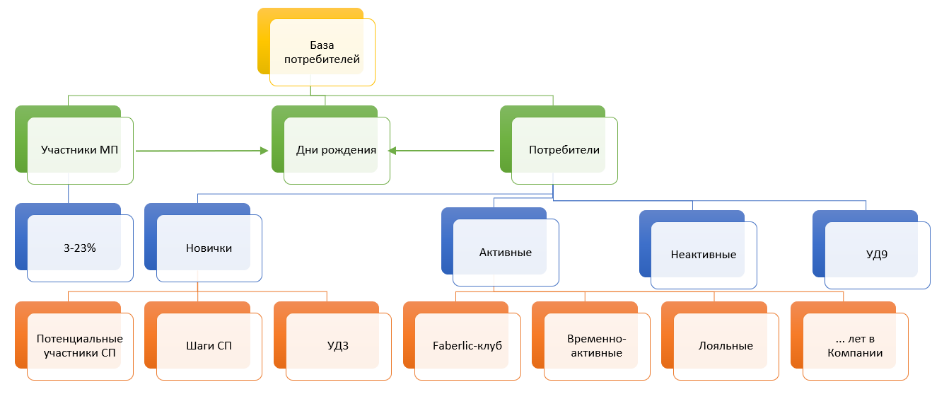 База
потребителей
Участники МП
Дни рождения
Потребители
3-23%
Новички
Активные
Неактивные
УД9
Потенциальные
участники СП
Шаги СП
УД3
Faberlic-клуб
Временно-
активные
Лояльные
... лет в
Компании